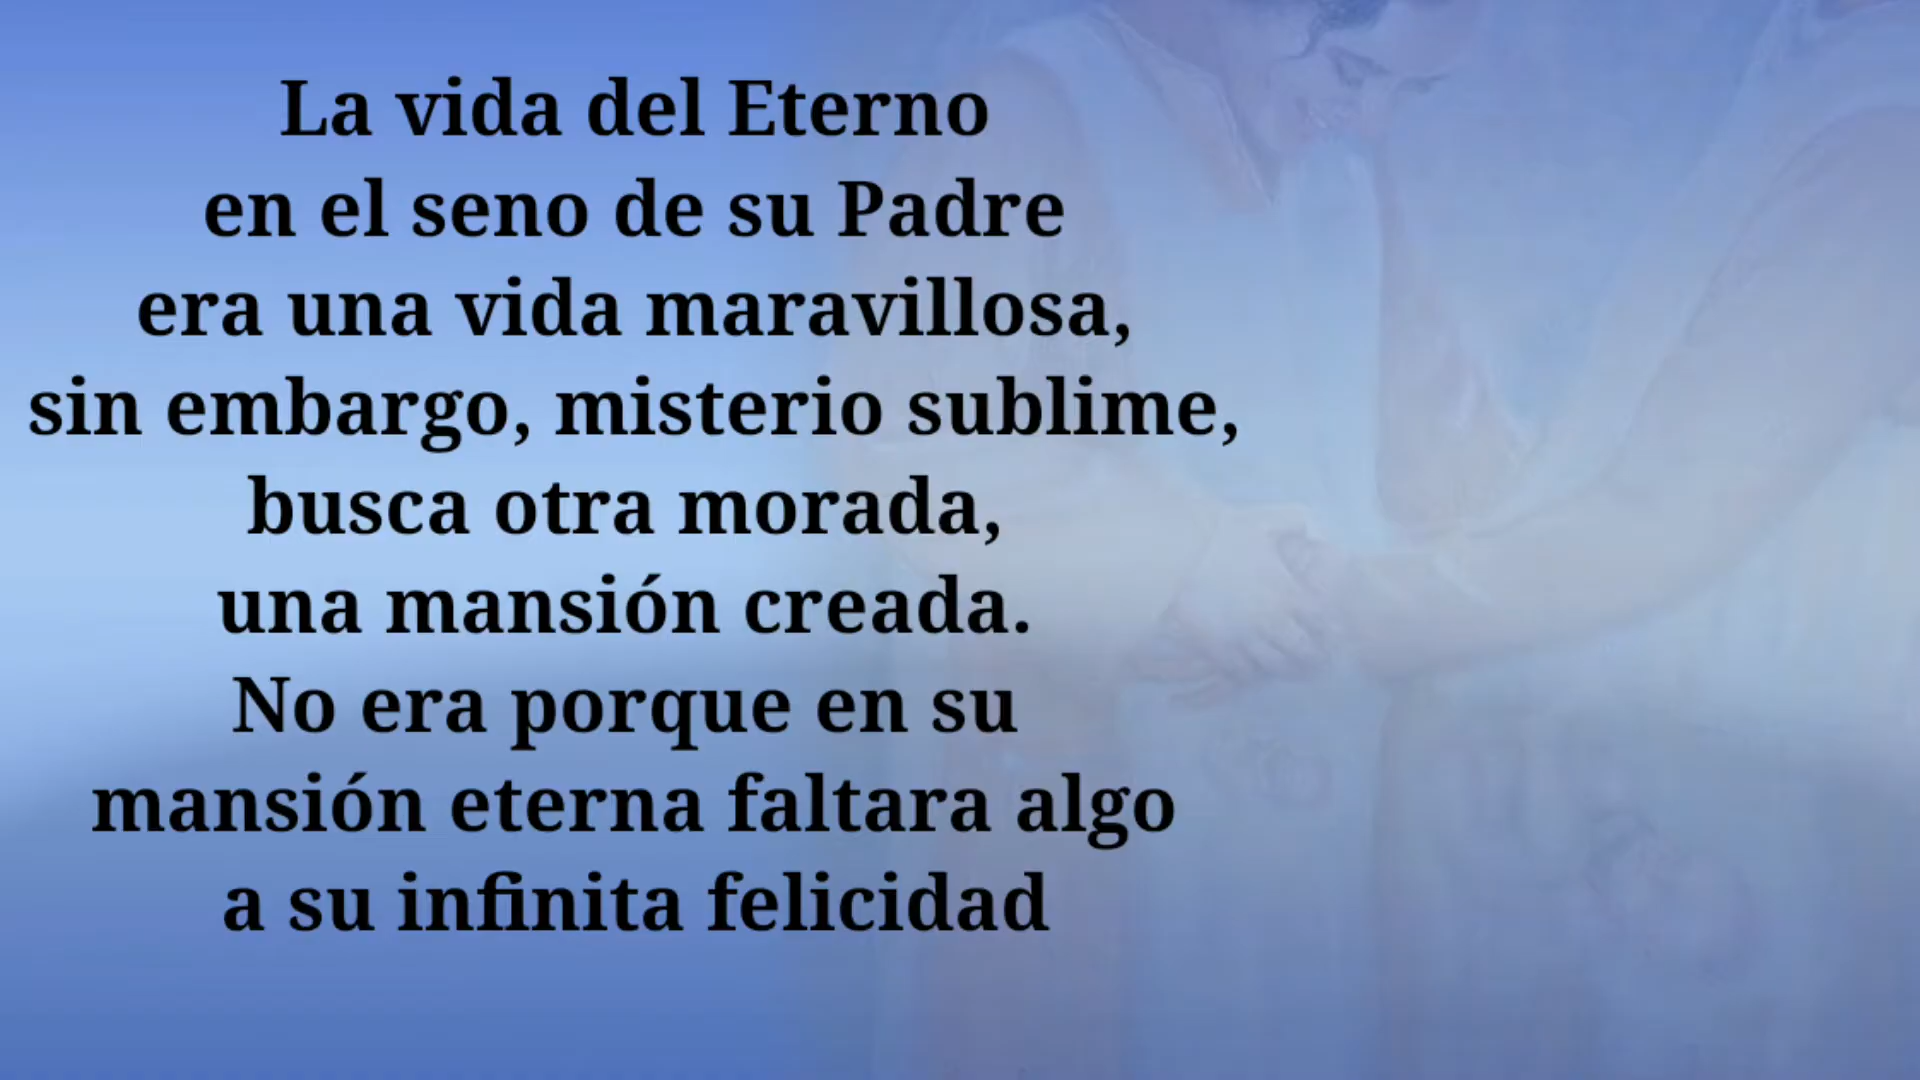 La vida del Eterno
en el seno de su Padre
era una vida maravillosa,
sin embargo, misterio sublime,
busca otra morada,
una mansión creada.
No era porque en su
mansión eterna faltara algo
a su infinita felicidad